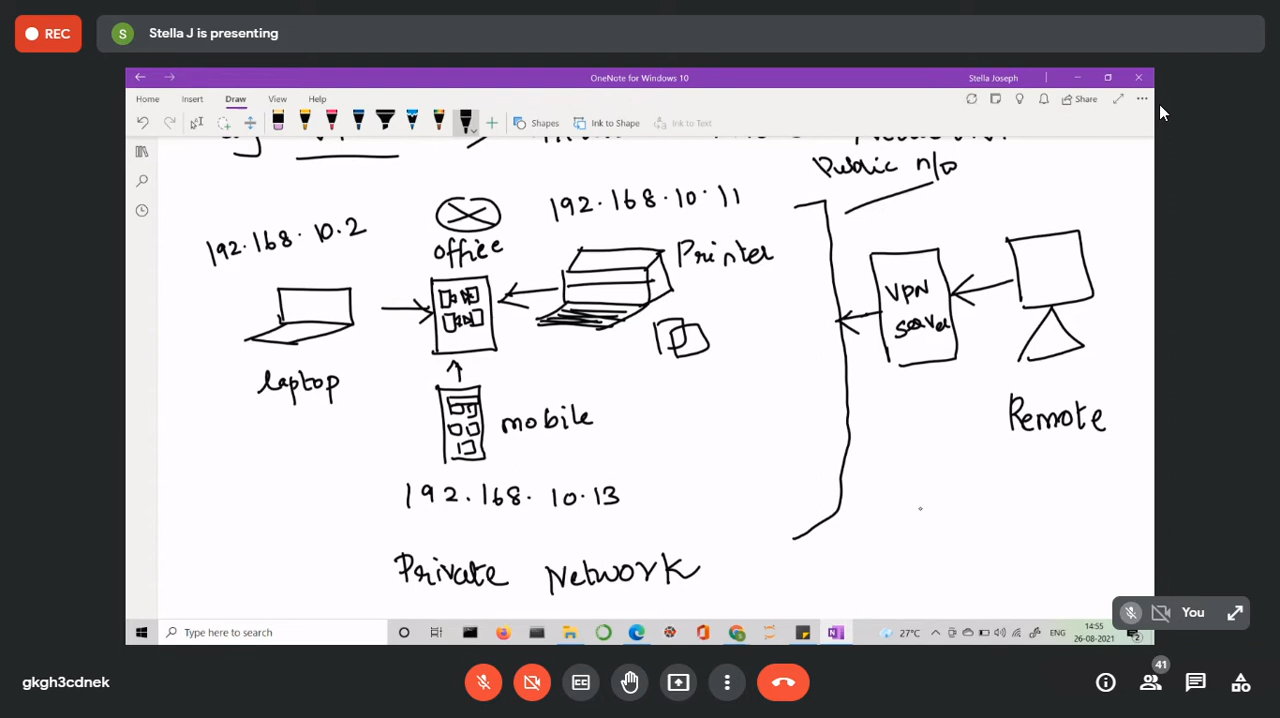 REC
S
Stella J is presenting
OneNote for Windows 10
Stella Joseph
Home
Insert
Draw
View
Help
Share
Shapes
Ink to Shape
Ink to Text
Public n/w
192.168.10.11
192.168.10.2
office
Printer
VPN
server
laptop
mobile
Remote
192.168.10.13
Private Network
You
Type here to search
27°C
ENG
14:55
26-08-2021
2
gkgh3cdnek
41